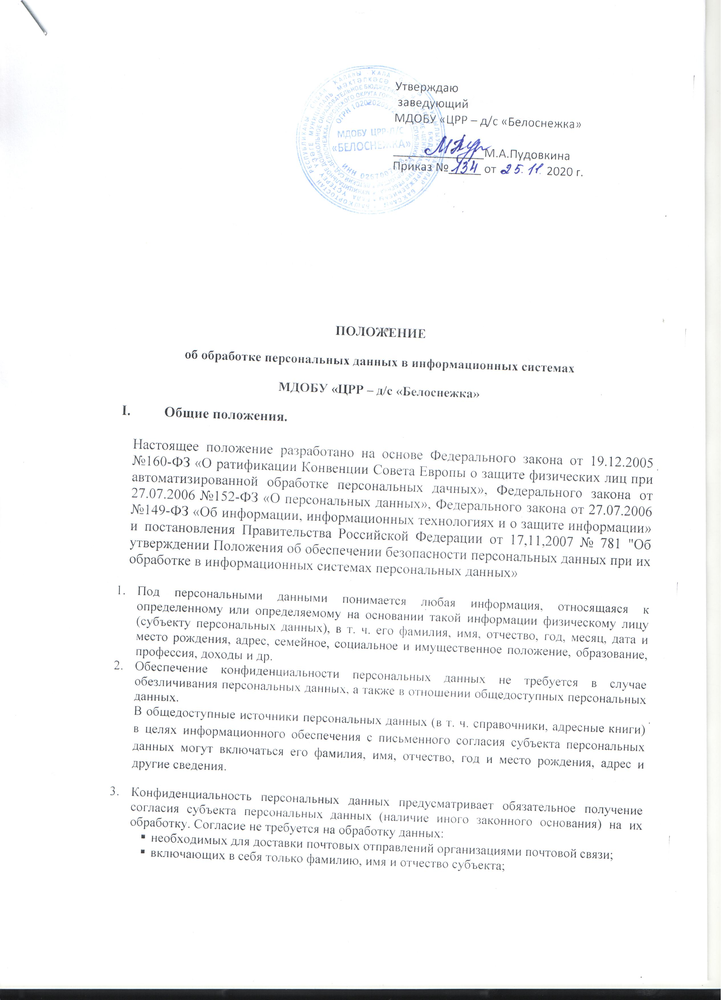 Утверждаю
заведующий
МДОБУ «ЦРР – д/с «Белоснежка»
М.А.Пудовкина
Приказ № 134 от 25.11. 2020 г.
МДОБУ ЦРР-Д/С
«БЕЛОСНЕЖКА»
ПОЛОЖЕНИЕ
об обработке персональных данных в информационных системах
МДОБУ «ЦРР – д/с «Белоснежка»
I. Общие положения.
Настоящее положение разработано на основе Федерального закона от 19.12.2005
№160-ФЗ «О ратификации Конвенции Совета Европы о защите физических лиц при
автоматизированной обработке персональных дачных», Федерального закона от
27.07.2006 №152-ФЗ «О персональных данных», Федерального закона от 27.07.2006
№149-ФЗ «Об информации, информационных технологиях и о защите информации»
и постановления Правительства Российской Федерации от 17,11,2007 № 781 "Об
утверждении Положения об обеспечении безопасности персональных данных при их
обработке в информационных системах персональных данных»
1. Под персональными данными понимается любая информация, относящаяся к
определенному или определяемому на основании такой информации физическому лицу
(субъекту персональных данных), в т. ч. его фамилия, имя, отчество, год, месяц, дата и
место рождения, адрес, семейное, социальное и имущественное положение, образование,
профессия, доходы и др.
2. Обеспечение конфиденциальности персональных данных не требуется в случае
обезличивания персональных данных, а также в отношении общедоступных персональных
данных.
В общедоступные источники персональных данных (в т. ч. справочники, адресные книги)
в целях информационного обеспечения с письменного согласия субъекта персональных
данных могут включаться его фамилия, имя, отчество, год и место рождения, адрес и
другие сведения.
3. Конфиденциальность персональных данных предусматривает обязательное получение
согласия субъекта персональных данных (наличие иного законного основания) на их
обработку. Согласие не требуется на обработку данных:
▪ необходимых для доставки почтовых отправлений организациями почтовой связи;
▪ включающих в себя только фамилию, имя и отчество субъекта;